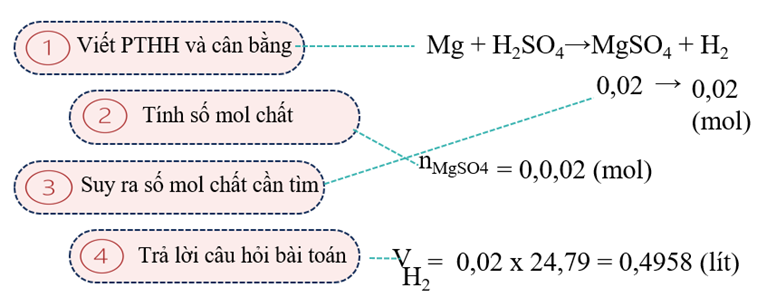 1 Viết PTHH và cân bằng
Mg + H₂SO₄→MgSO₄ + H₂
0,02 → 0,02
(mol)
2 Tính số mol chất
nMgSO4 = 0,0,02 (mol)
3 Suy ra số mol chất cần tìm
4 Trả lời câu hỏi bài toán
V = 0,02 x 24,79 = 0,4958 (lít)
H₂